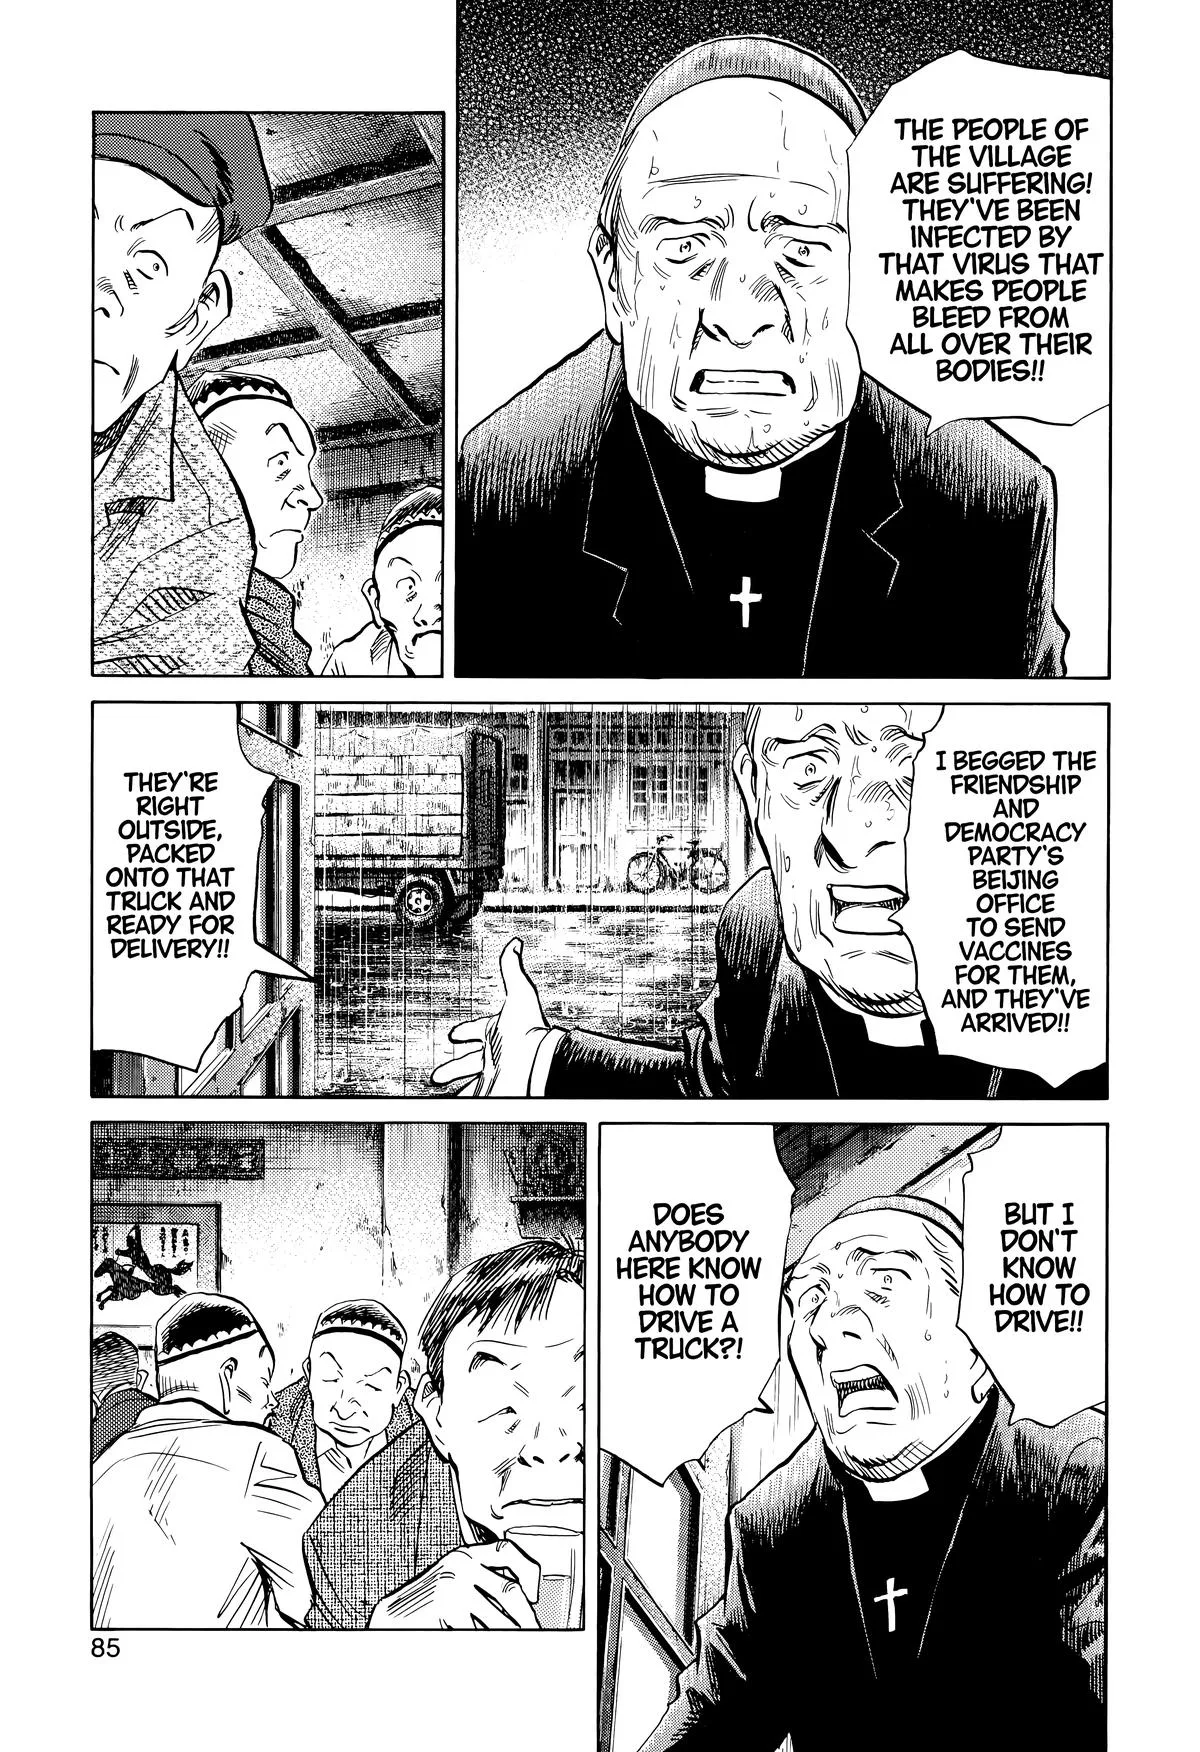 THE PEOPLE OF
THE VILLAGE
ARE SUFFERING!
THEY'VE BEEN
INFECTED BY
THAT VIRUS THAT
MAKES PEOPLE
BLEED FROM
ALL OVER THEIR
BODIES!!
I BEGGED THE
FRIENDSHIP
AND
DEMOCRACY
PARTY'S
BEIJING
OFFICE
TO SEND
VACCINES
FOR THEM,
AND THEY'VE
ARRIVED!!
THEY'RE
RIGHT
OUTSIDE,
PACKED
ONTO THAT
TRUCK AND
READY FOR
DELIVERY!!
BUT I
DON'T
KNOW
HOW TO
DRIVE!!
DOES
ANYBODY
HERE KNOW
HOW TO
DRIVE A
TRUCK?!
85